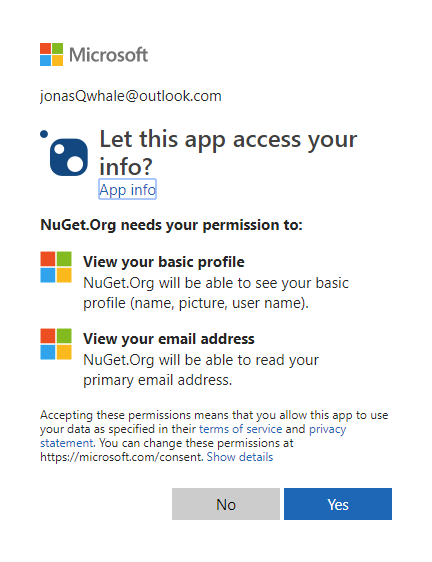 Microsoft
jonasQwhale@outlook.com
Let this app access your
info?
App info
NuGet.Org needs your permission to:
View your basic profile
NuGet.Org will be able to see your basic
profile (name, picture, user name).
View your email address
NuGet.Org will be able to read your
primary email address.
Accepting these permissions means that you allow this app to use
your data as specified in their terms of service and privacy
statement. You can change these permissions at
https://microsoft.com/consent. Show details
No
Yes